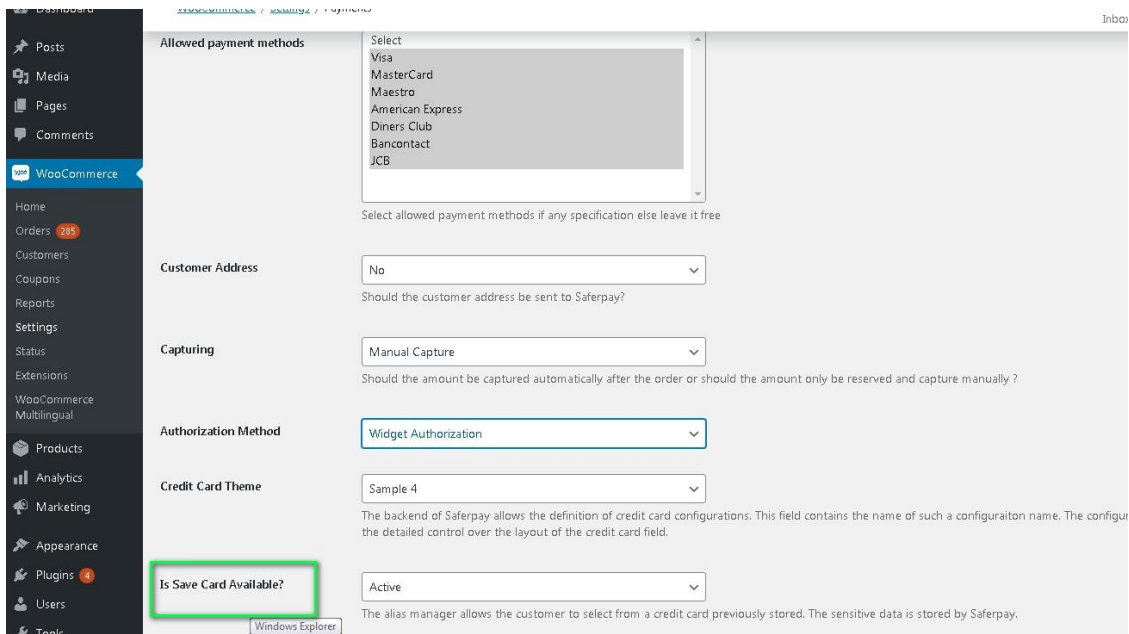 Dashboard
WooCommerce / Settings / Payments
Inbox
Posts
Media
Pages
Comments
WooCommerce
Home
Orders 285
Customers
Coupons
Reports
Settings
Status
Extensions
WooCommerce
Multilingual
Products
Analytics
Marketing
Appearance
Plugins 4
Users
Tools
Allowed payment methods
Select
Visa
MasterCard
Maestro
American Express
Diners Club
Bancontact
JCB
Select allowed payment methods if any specification else leave it free
Customer Address
No
Should the customer address be sent to Saferpay?
Capturing
Manual Capture
Should the amount be captured automatically after the order or should the amount only be reserved and capture manually ?
Authorization Method
Widget Authorization
Credit Card Theme
Sample 4
The backend of Saferpay allows the definition of credit card configurations. This field contains the name of such a configuraiton name. The configur
the detailed control over the layout of the credit card field.
Is Save Card Available?
Active
The alias manager allows the customer to select from a credit card previously stored. The sensitive data is stored by Saferpay.
Windows Explorer